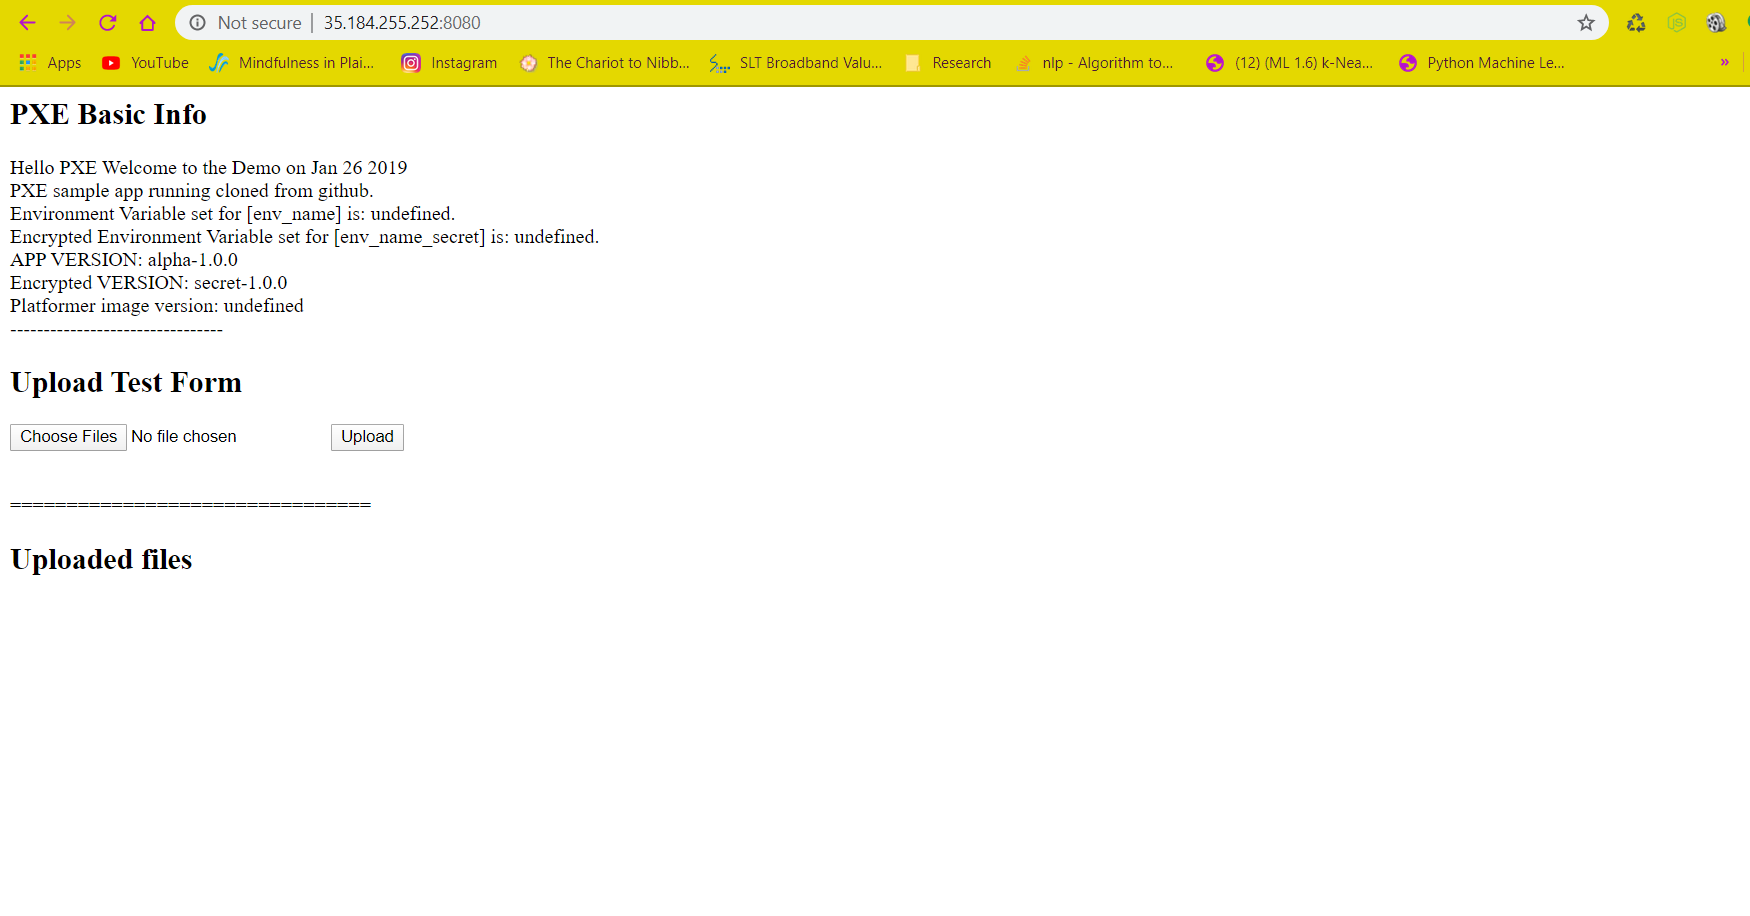 Not secure | 35.184.255.252:8080
Apps YouTube Mindfulness in Plai... Instagram The Chariot to Nibb... SLT Broadband Valu... Research nlp - Algorithm to... (12) (ML 1.6) k-Nea... Python Machine Le... »
PXE Basic Info
Hello PXE Welcome to the Demo on Jan 26 2019
PXE sample app running cloned from github.
Environment Variable set for [env_name] is: undefined.
Encrypted Environment Variable set for [env_name_secret] is: undefined.
APP VERSION: alpha-1.0.0
Encrypted VERSION: secret-1.0.0
Platformer image version: undefined
--------------------------------
Upload Test Form
Choose Files No file chosen Upload
================================
Uploaded files